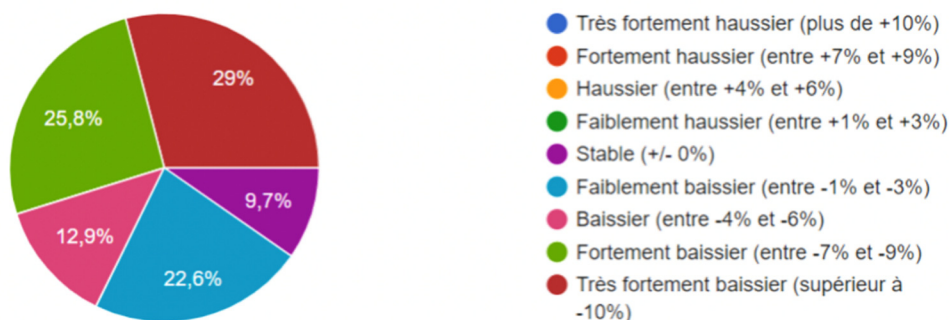 29%
25,8%
9,7%
12,9%
22,6%
Très fortement haussier (plus de +10%)
Fortement haussier (entre +7% et +9%)
Haussier (entre +4% et +6%)
Faiblement haussier (entre +1% et +3%)
Stable (+/- 0%)
Faiblement baissier (entre -1% et -3%)
Baissier (entre -4% et -6%)
Fortement baissier (entre -7% et -9%)
Très fortement baissier (supérieur à
-10%)